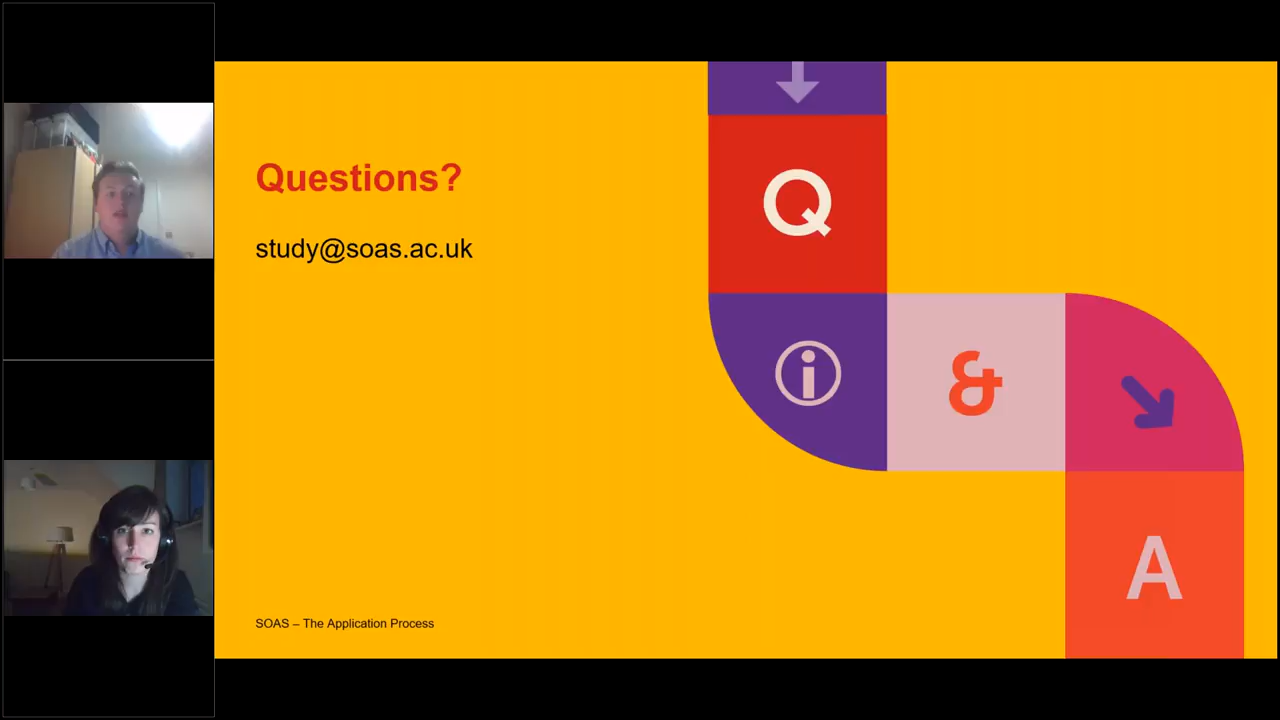 Questions?
study@soas.ac.uk
Q
i
&
A
SOAS – The Application Process